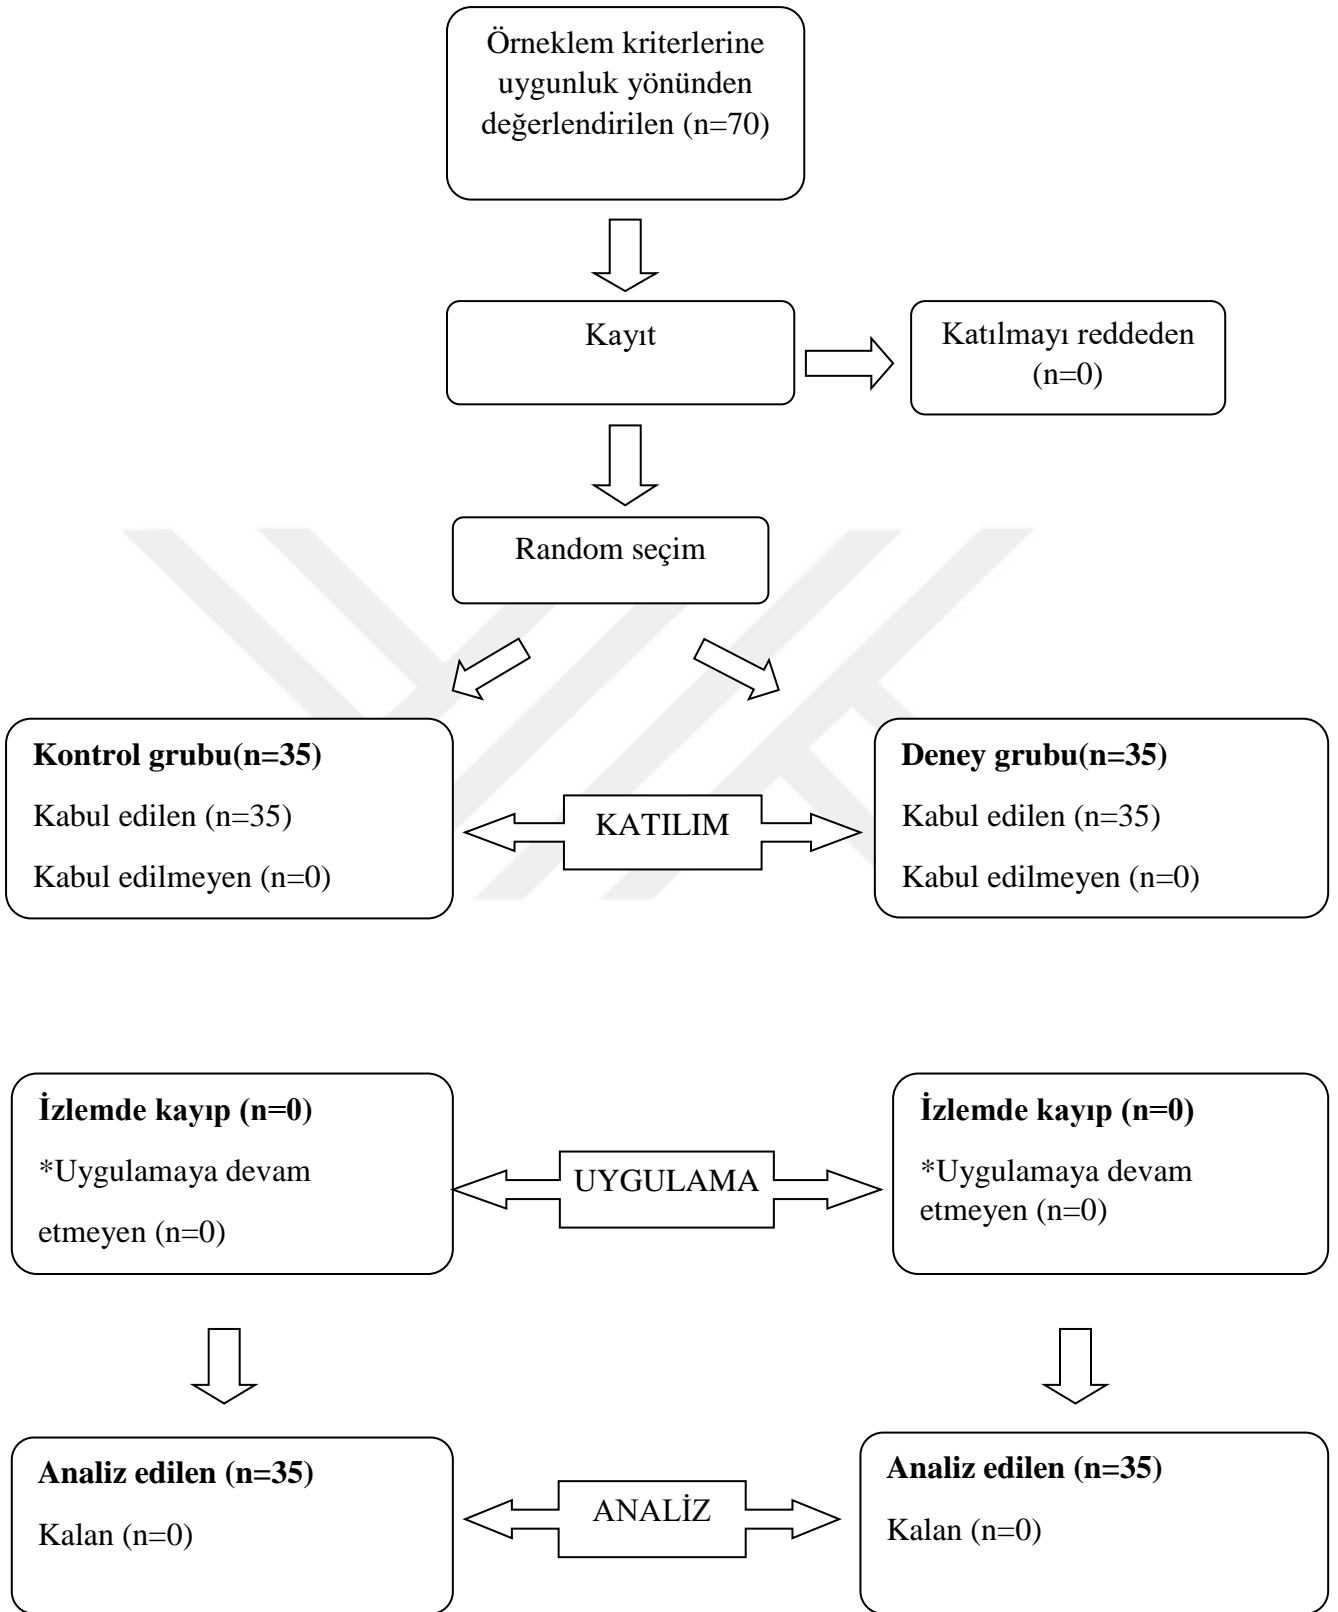 Örneklem kriterlerine
uygunluk yönünden
değerlendirilen (n=70)
Kayıt
Katılmayı reddeden
(n=0)
Random seçim
Kontrol grubu(n=35)
Kabul edilen (n=35)
Kabul edilmeyen (n=0)
KATILIM
Deney grubu(n=35)
Kabul edilen (n=35)
Kabul edilmeyen (n=0)
İzlemde kayıp (n=0)
*Uygulamaya devam
etmeyen (n=0)
UYGULAMA
İzlemde kayıp (n=0)
*Uygulamaya devam
etmeyen (n=0)
Analiz edilen (n=35)
Kalan (n=0)
ANALİZ
Analiz edilen (n=35)
Kalan (n=0)